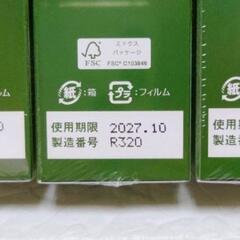 ミックス
パッケージ
FSC
FSC® C103846
紙 :箱
プラ :フィルム
使用期限 2027.10
製造番号 R320